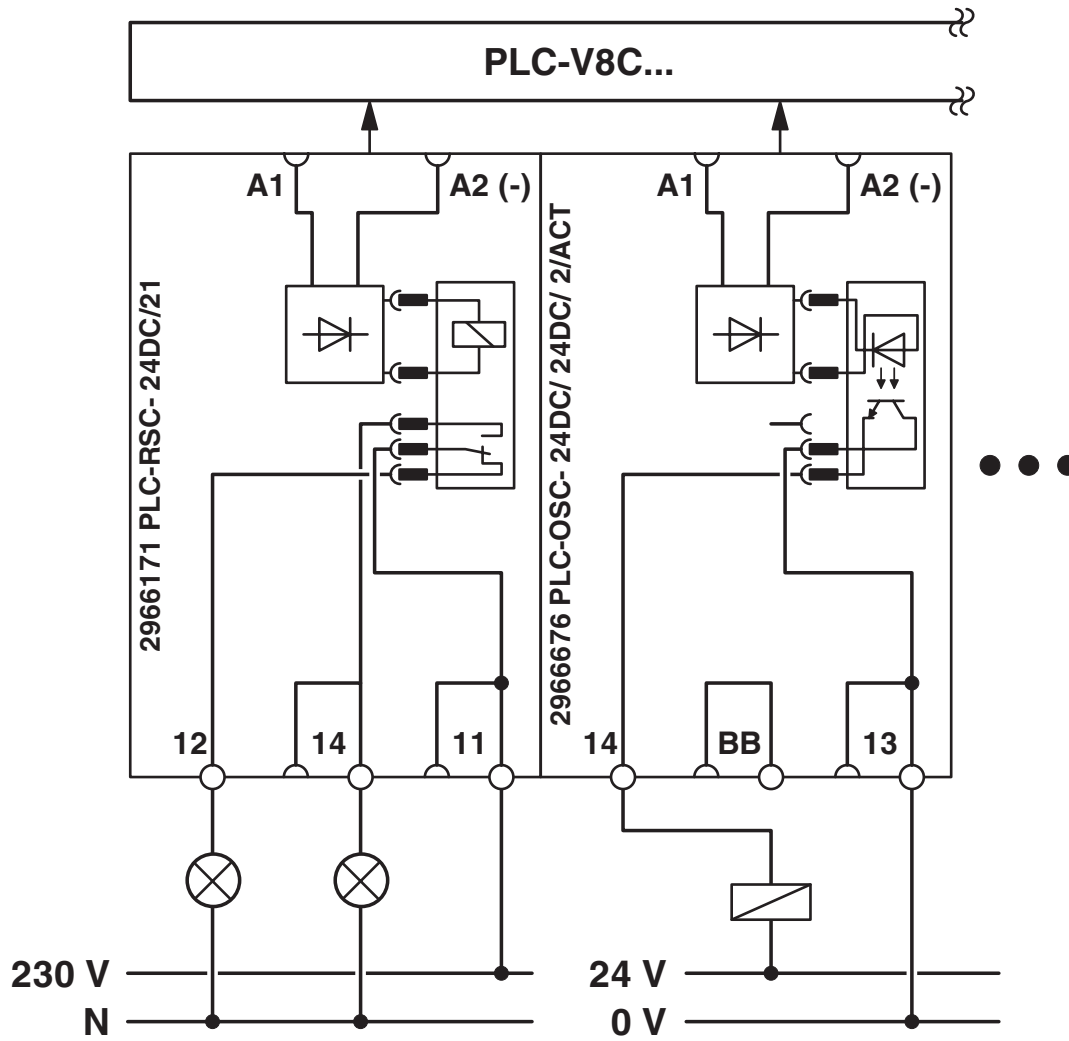 PLC-V8C...
A1
A2 (-)
A1
A2 (-)
2966171 PLC-RSC- 24DC/21
2966676 PLC-OSC- 24DC/ 24DC/ 2/ACT
12
14
11
14
BB
13
230 V
N
24 V
0 V